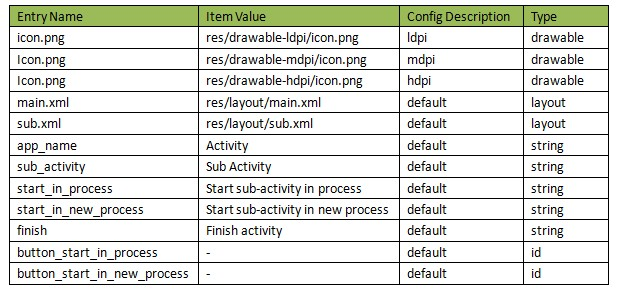 Entry Name Item Value Config Description Type
icon.png res/drawable-ldpi/icon.png ldpi drawable
Icon.png res/drawable-mdpi/icon.png mdpi drawable
Icon.png res/drawable-hdpi/icon.png hdpi drawable
main.xml res/layout/main.xml default layout
sub.xml res/layout/sub.xml default layout
app_name Activity default string
sub_activity Sub Activity default string
start_in_process Start sub-activity in process default string
start_in_new_process Start sub-activity in new process default string
finish Finish activity default string
button_start_in_process - default id
button_start_in_new_process - default id